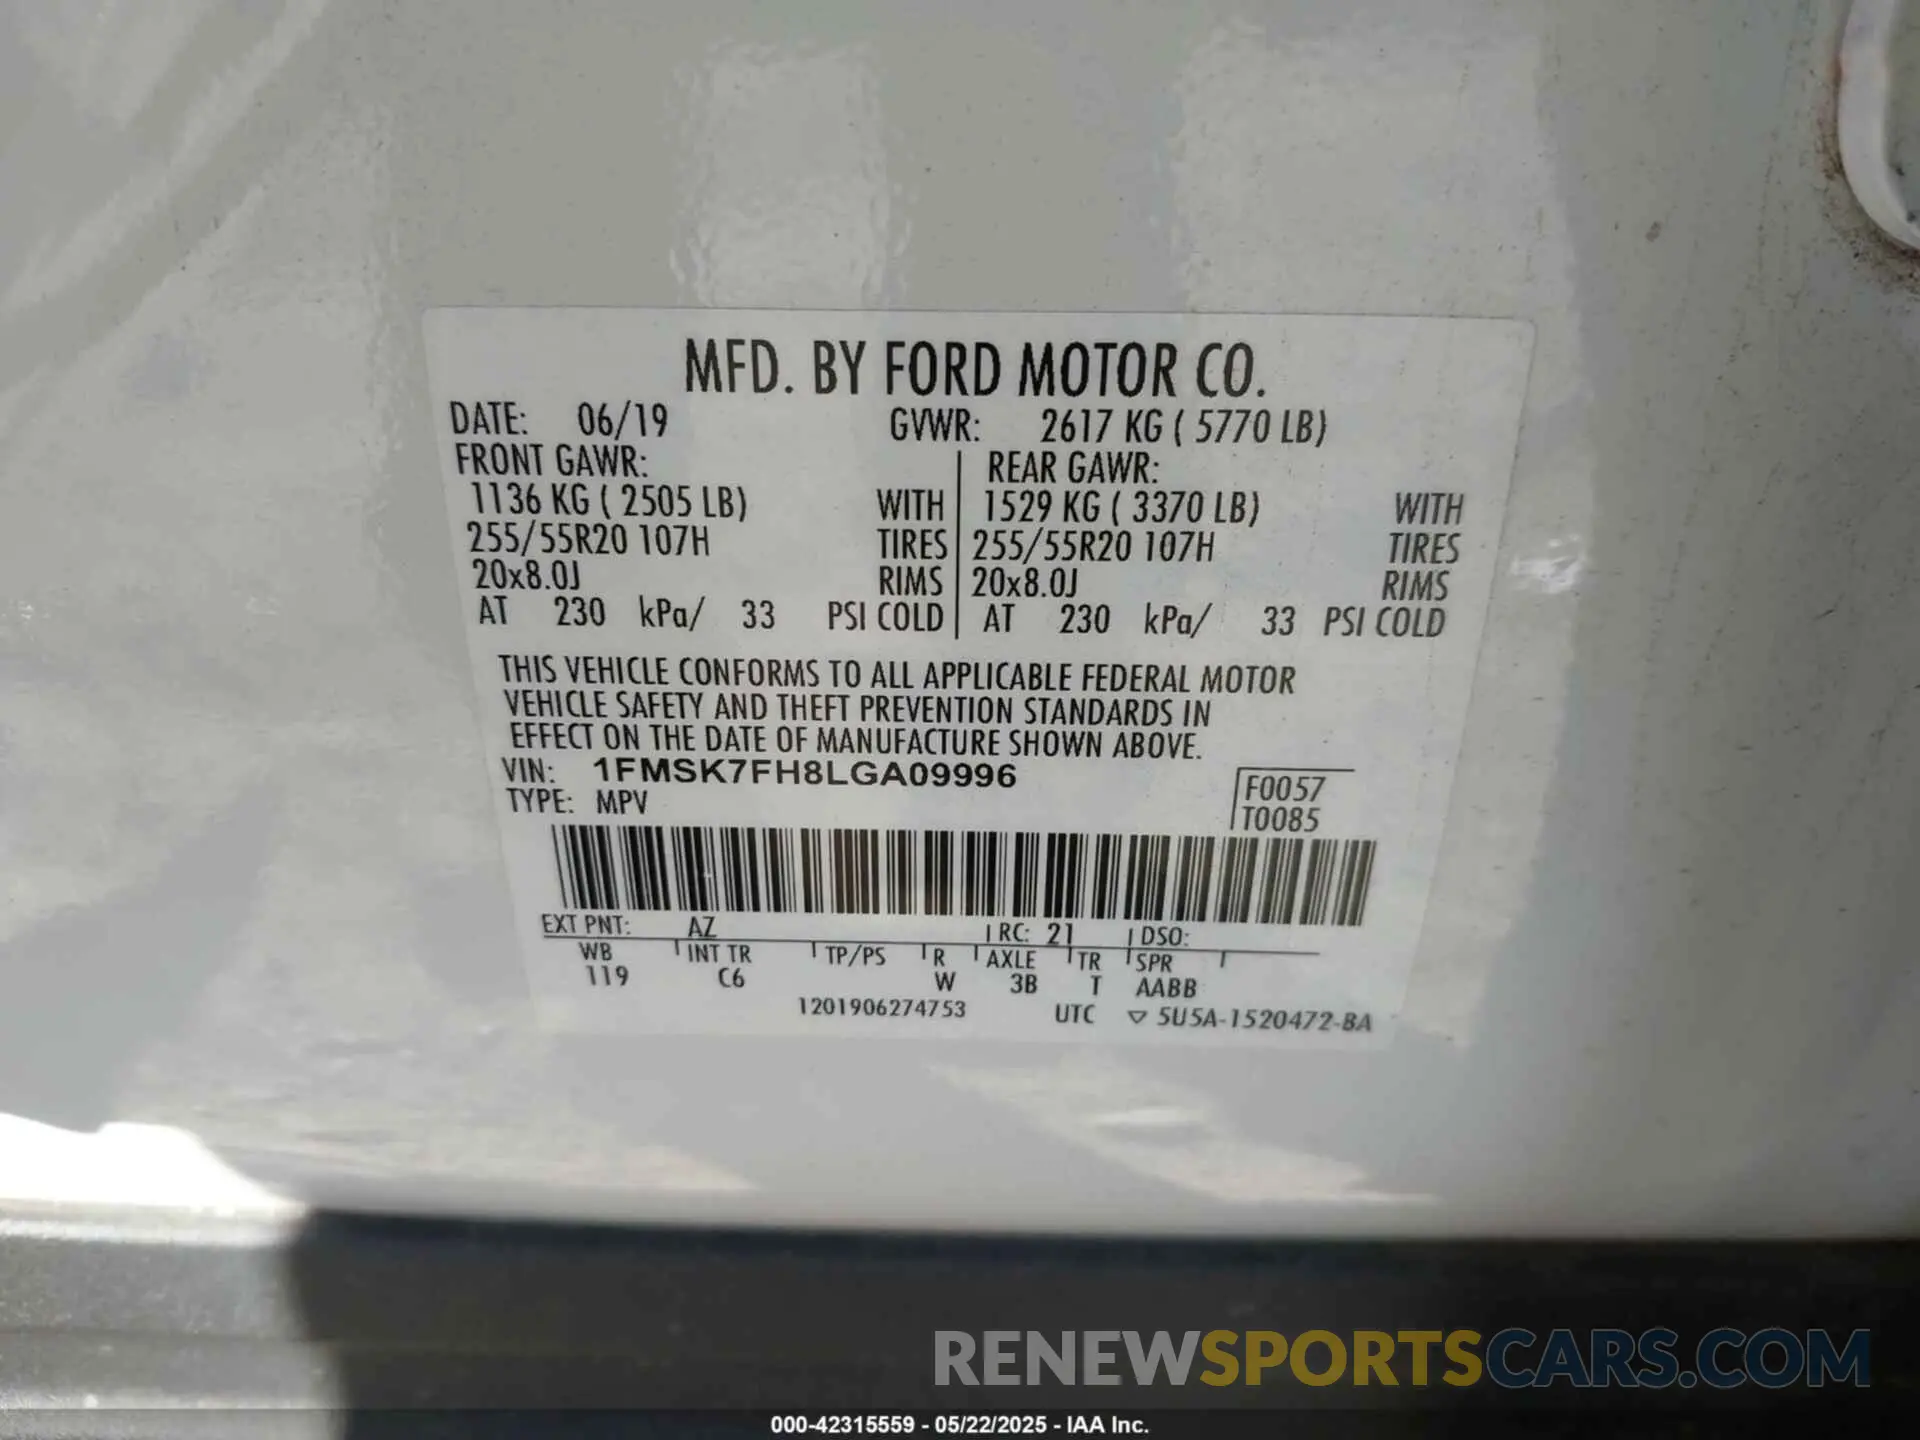 MFD. BY FORD MOTOR CO.
DATE: 06/19 GVWR: 2617 KG ( 5770 LB)
FRONT GAWR: REAR GAWR:
1136 KG ( 2505 LB) WITH 1529 KG ( 3370 LB) WITH
255/55R20 107H TIRES 255/55R20 107H TIRES
20x8.0J RIMS 20x8.0J RIMS
AT 230 kPa/ 33 PSI COLD AT 230 kPa/ 33 PSI COLD
THIS VEHICLE CONFORMS TO ALL APPLICABLE FEDERAL MOTOR
VEHICLE SAFETY AND THEFT PREVENTION STANDARDS IN
EFFECT ON THE DATE OF MANUFACTURE SHOWN ABOVE.
VIN: 1FMSK7FH8LGA09996 F0057
TYPE: MPV T0085
EXT PNT: AZ RC: 21 DSO:
WB INT TR TP/PS R AXLE TR SPR
119 C6 W 3B T AABB
1201906274753 UTC ▽ 5U5A-1520472-BA
RENEWSPORTSCARS.COM
000-42315559 - 05/22/2025 - IAA Inc.